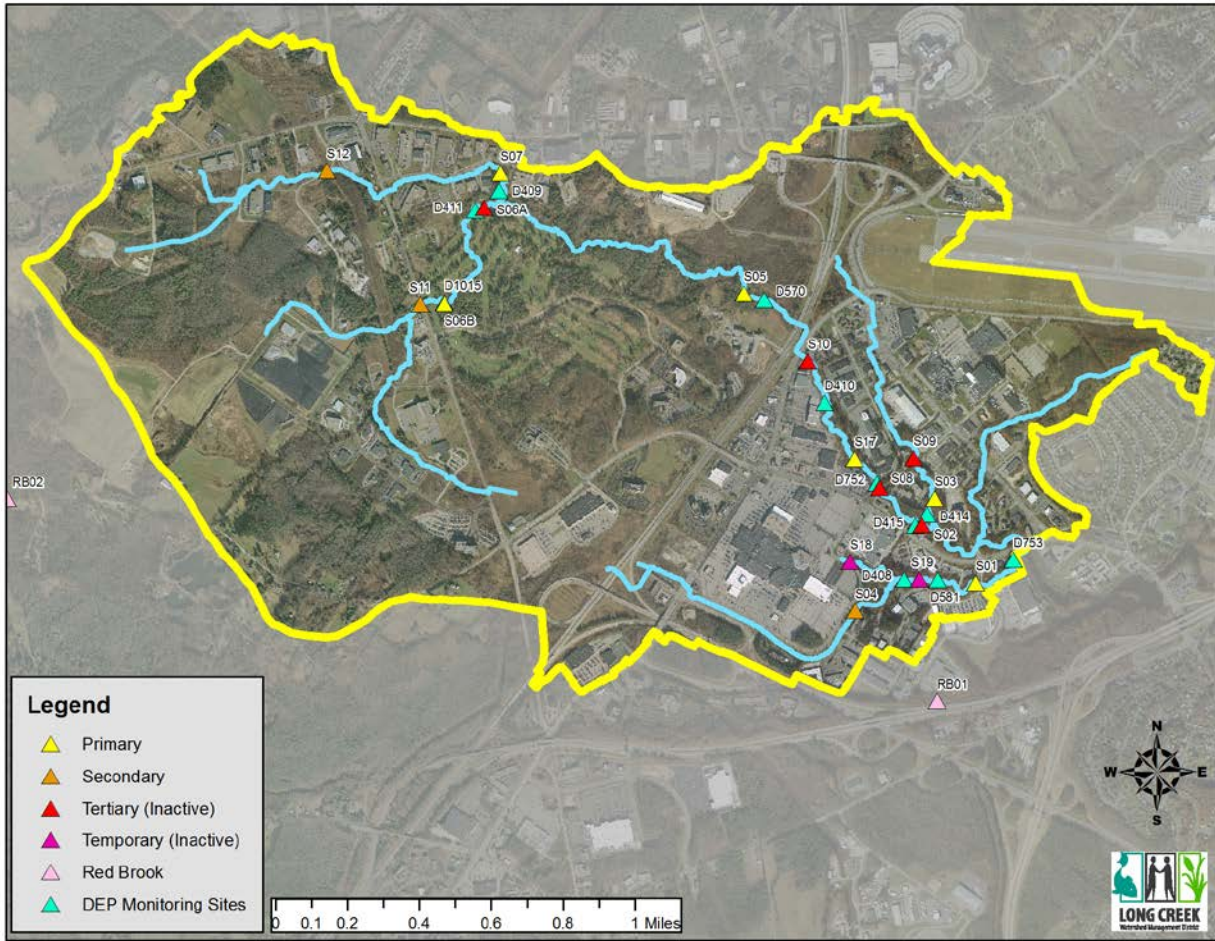 S12
S07
D409
D411
S06A
S11
D1015
S06B
S05
D570
S10
D410
S17
S09
D752
S08
S03
D415
D414
S02
S18
D753
D408
S19
S01
S04
D581
RB02
RB01
Legend
Primary
Secondary
Tertiary (Inactive)
Temporary (Inactive)
Red Brook
DEP Monitoring Sites
0 0.1 0.2 0.4 0.6 0.8 1 Miles
N
W E
S
LONG CREEK
Watershed Management District